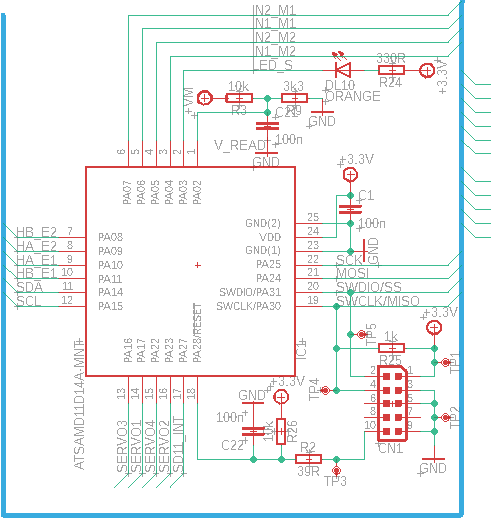 IN2_M1
IN1_M1
IN2_M2
IN1_M2
LED_S
330R
R24
+3.3V
DL10
ORANGE
+VM
10k
R3
3k3
R9
GND
100n
V_READ
GND
6
5
4
3
2
1
PA07
PA06
PA05
PA04
PA03
PA02
+3.3V
C1
100n
GND
HB_E2
7
PA08
HA_E2
8
PA09
HA_E1
9
PA10
HB_E1
10
PA11
SDA
11
PA14
SCL
12
PA15
GND(2)
25
VDD
24
GND(1)
23
PA25
22
SCK
PA24
21
MOSI
SWDIO/PA31
20
SWDIO/SS
SWCLK/PA30
19
SWCLK/MISO
PA16
PA17
PA22
PA23
PA27
PA28/RESET
13
14
15
16
17
18
ATSAMD11D14A-MNT
IC1
SERVO3
SERVO1
SERVO4
SERVO2
SD11_INT
+3.3V
GND
100n
C22
10k
R26
R2
39R
TP3
TP4
TP5
1k
R25
+3.3V
TP1
TP2
2
1
4
3
6
5
8
7
10
9
CN1
GND